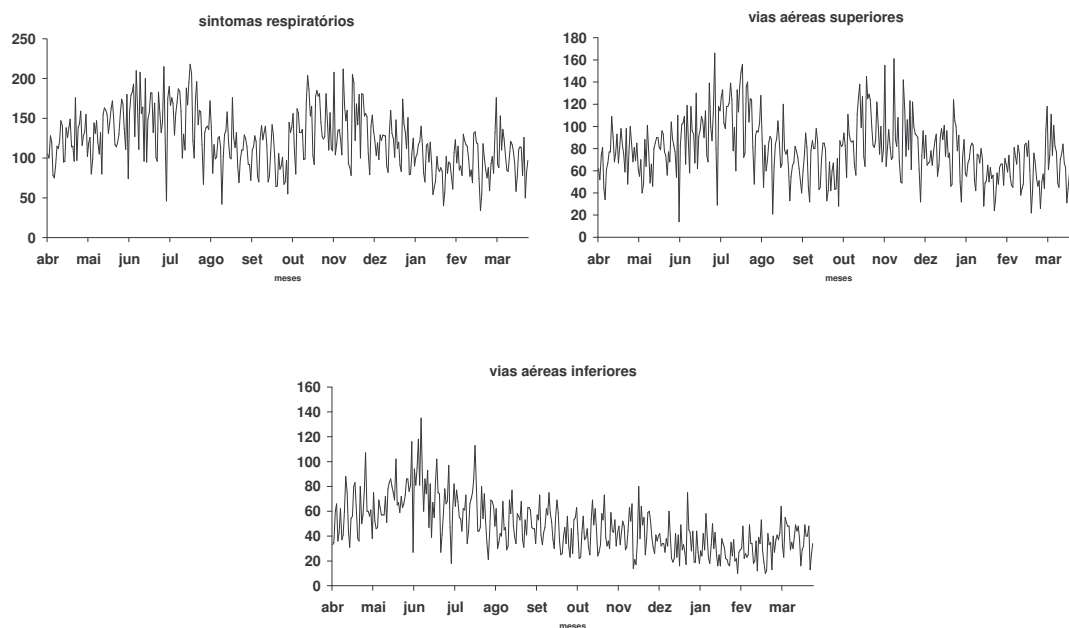 sintomas respiratórios
250
200
150
100
50
0
abr mai jun jul ago set out nov dez jan fev mar
meses
vias aéreas superiores
180
160
140
120
100
80
60
40
20
0
abr mai jun jul ago set out nov dez jan fev mar
meses
vias aéreas inferiores
160
140
120
100
80
60
40
20
0
abr mai jun jul ago set out nov dez jan fev mar
meses